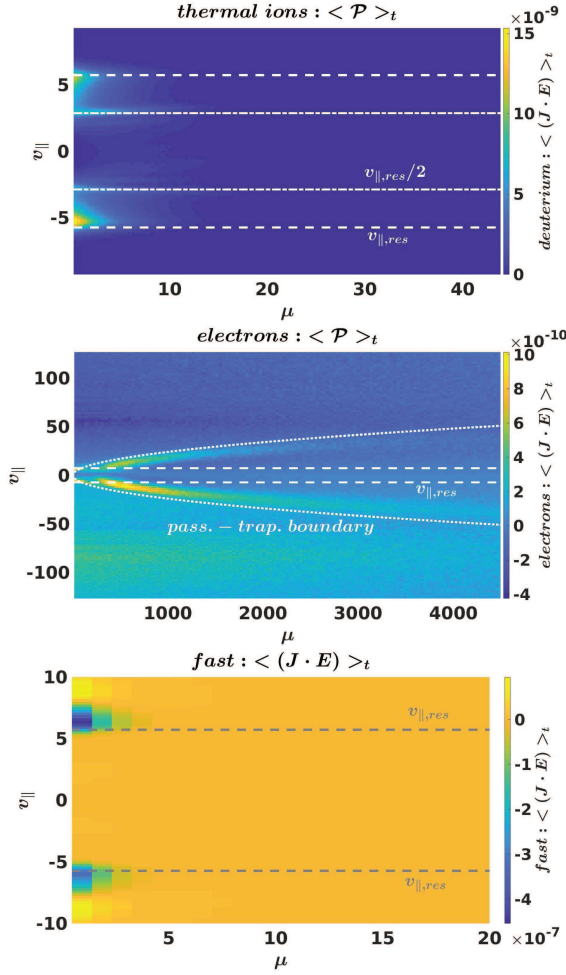 thermal ions : < P >t
×10-9
15
10
5
0
deuterium : < (J · E) >t
5
0
-5
v∥
v∥,res/2
v∥,res
10
20
30
40
μ
electrons : < P >t
×10-10
10
8
6
4
2
0
-2
-4
electrons : < (J · E) >t
100
50
0
-50
-100
v∥
v∥,res
pass. - trap. boundary
1000
2000
3000
4000
μ
fast : < (J · E) >t
10
5
0
-5
-10
v∥
v∥,res
v∥,res
5
10
15
20
μ
0
-1
-2
-3
-4
×10-7
fast : < (J · E) >t